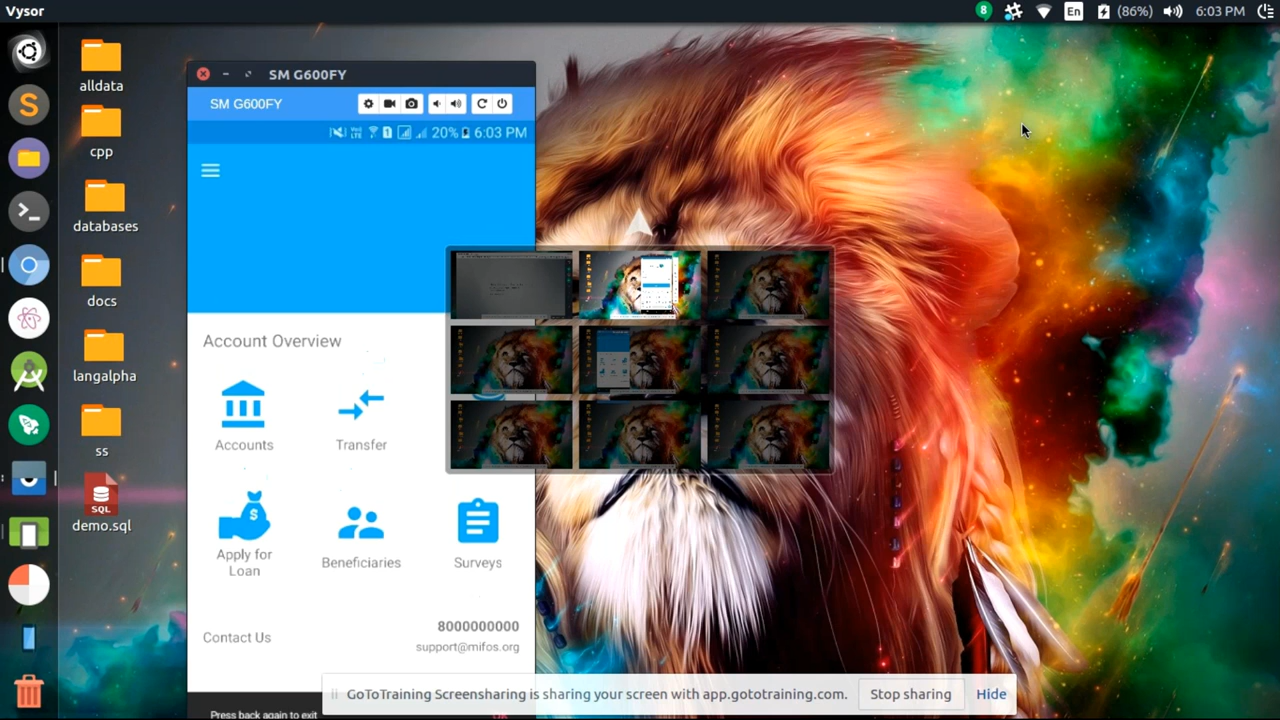 Vysor
8
En
(86%)
6:03 PM
alldata
cpp
databases
docs
langalpha
ss
SQL
demo.sql
SM G600FY
SM G600FY
20%
6:03 PM
Account Overview
Accounts
Transfer
Apply for
Loan
Beneficiaries
Surveys
Contact Us
8000000000
support@mifos.org
Press back again to exit
GoToTraining Screensharing is sharing your screen with app.gototraining.com.
Stop sharing
Hide